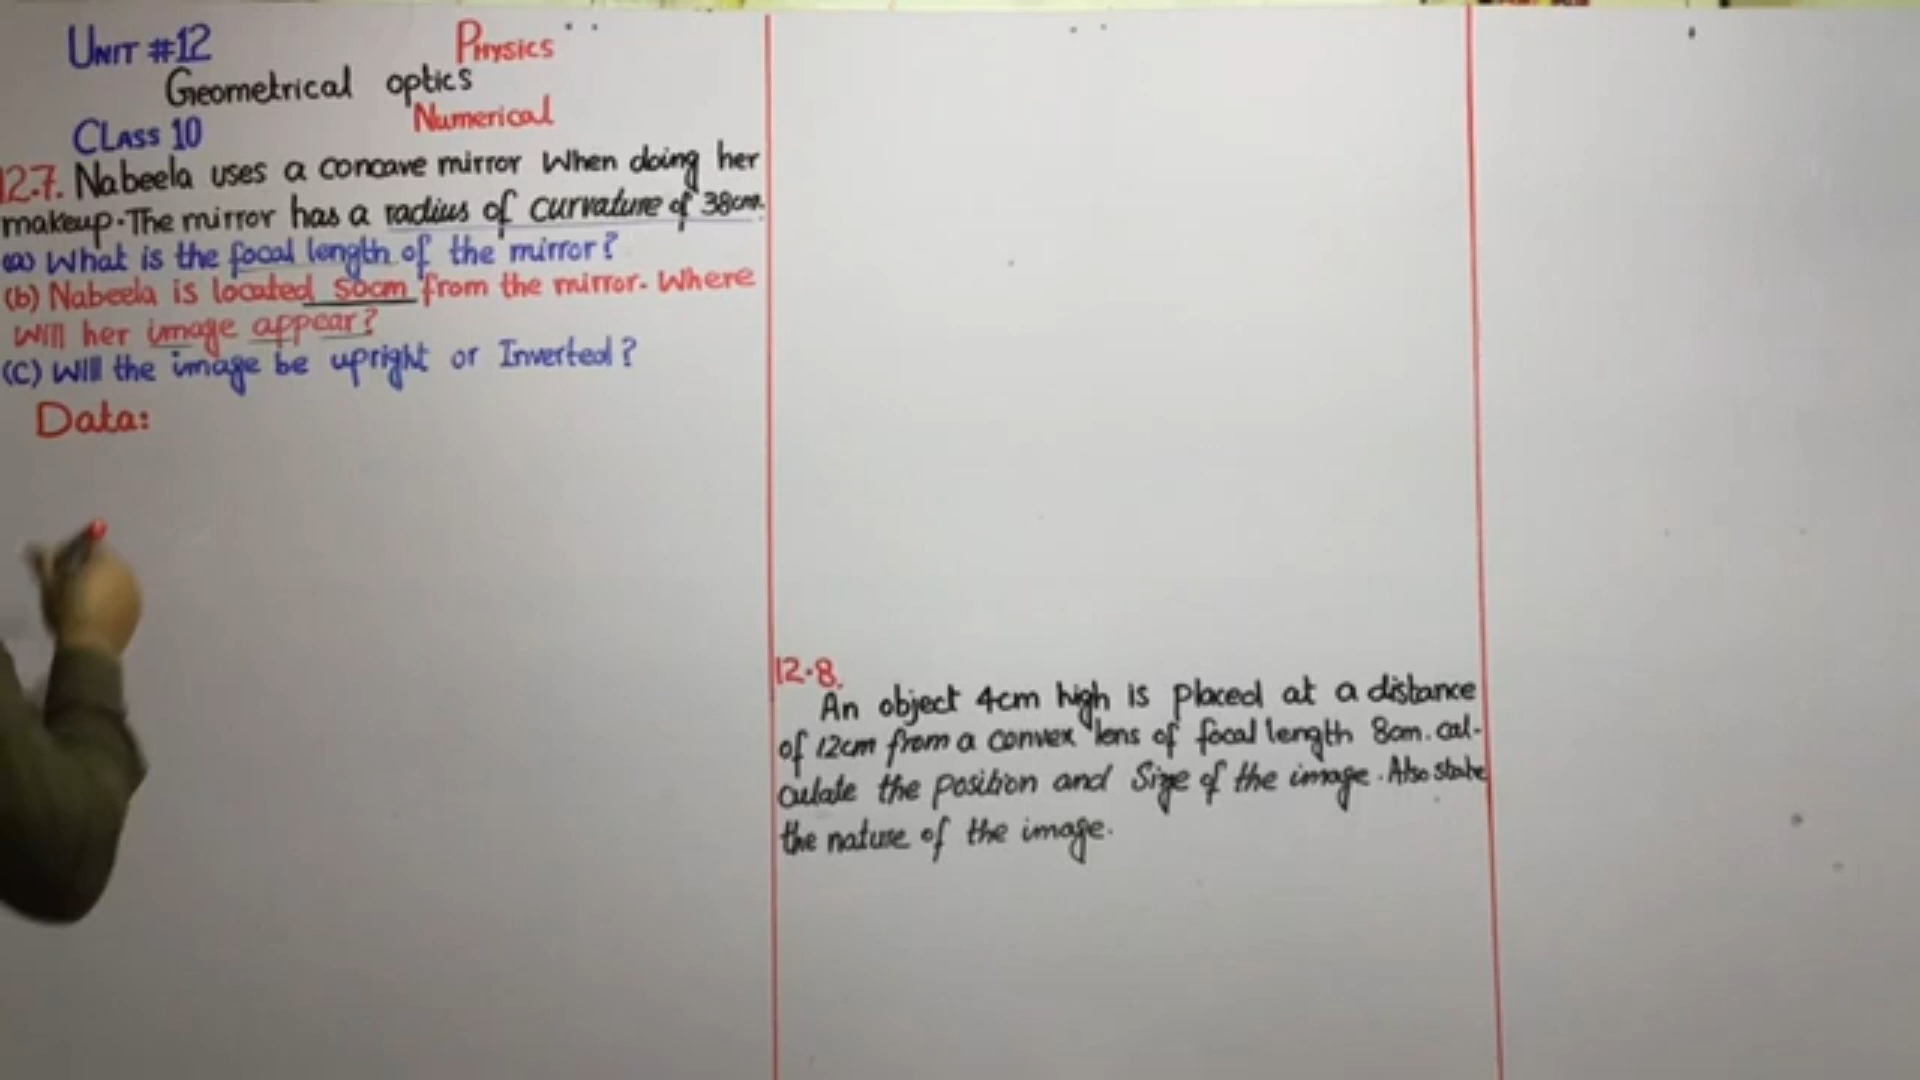 UNIT #12 Physics
Geometrical optics
CLASS 10 Numerical
12.7. Nabeela uses a concave mirror When doing her
makeup. The mirror has a radius of curvature of 38cm.
(a) What is the focal length of the mirror?
(b) Nabeela is located 50cm from the mirror. Where
will her image appear?
(C) Will the image be upright or Inverted?
Data:
12.8.
An object 4cm high is placed at a distance
of 12cm from a convex lens of focal length 8cm. cal-
culate the position and Size of the image. Also state
the nature of the image.